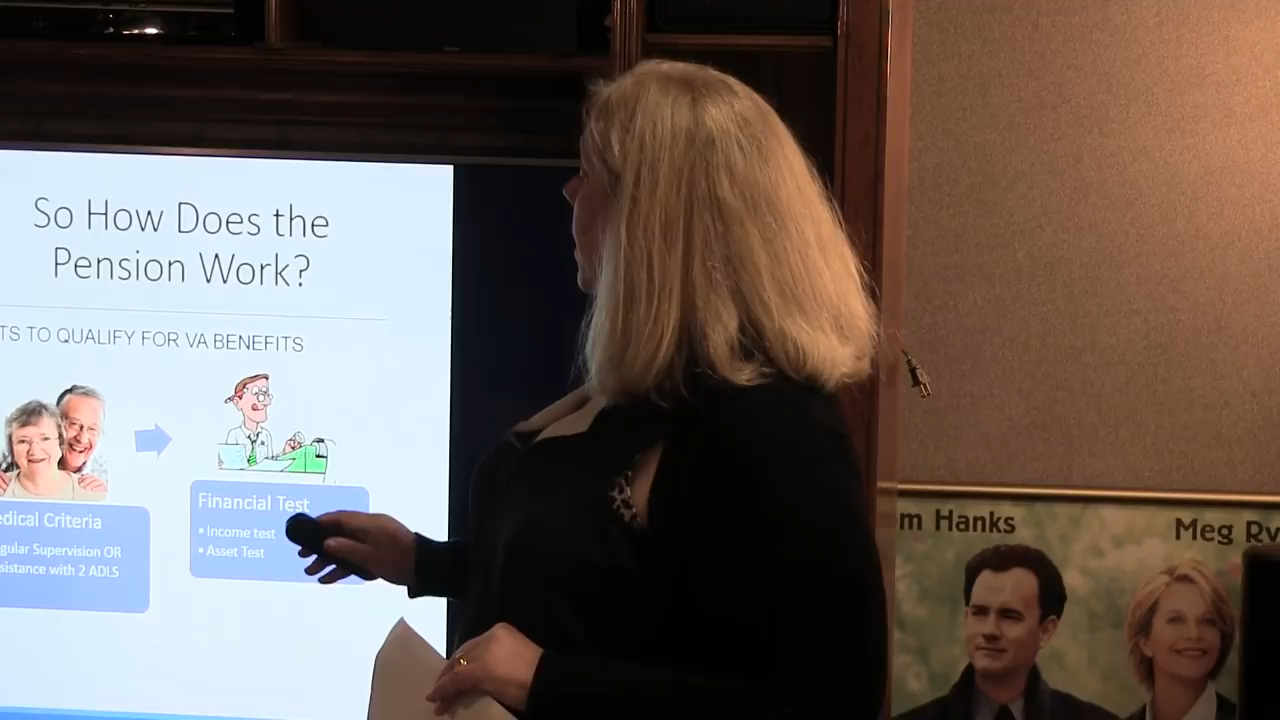 So How Does the
Pension Work?
TS TO QUALIFY FOR VA BENEFITS
Financial Test
▪ Income test
▪ Asset Test
edical Criteria
gular Supervision OR
sistance with 2 ADLS
m Hanks
Meg Ry